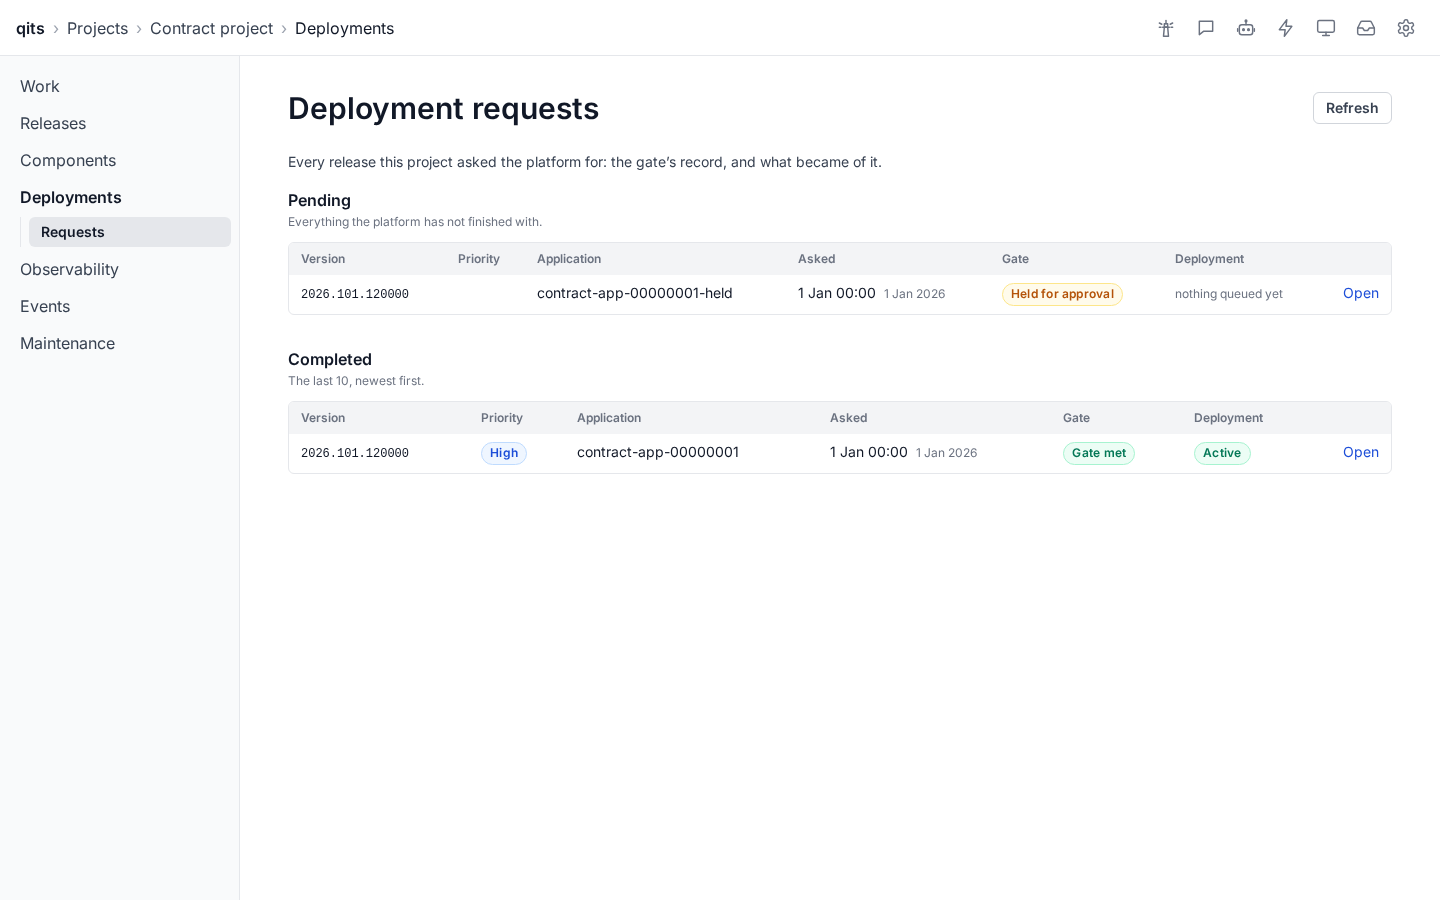 qits › Projects › Contract project › Deployments
Work
Releases
Components
Deployments
Requests
Observability
Events
Maintenance
Deployment requests
Refresh
Every release this project asked the platform for: the gate’s record, and what became of it.
Pending
Everything the platform has not finished with.
Version Priority Application Asked Gate Deployment
2026.101.120000 contract-app-00000001-held 1 Jan 00:00 1 Jan 2026 Held for approval nothing queued yet Open
Completed
The last 10, newest first.
Version Priority Application Asked Gate Deployment
2026.101.120000 High contract-app-00000001 1 Jan 00:00 1 Jan 2026 Gate met Active Open